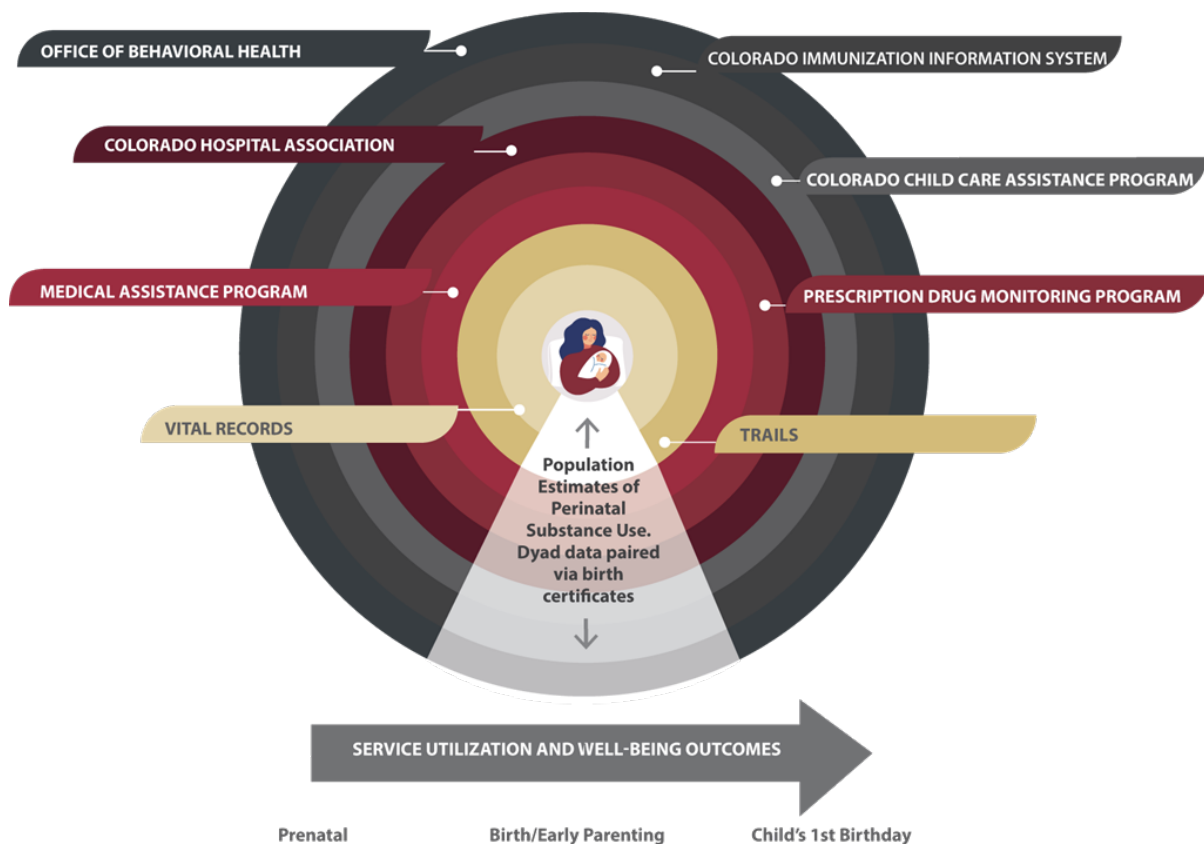 OFFICE OF BEHAVIORAL HEALTH
COLORADO IMMUNIZATION INFORMATION SYSTEM
COLORADO HOSPITAL ASSOCIATION
COLORADO CHILD CARE ASSISTANCE PROGRAM
MEDICAL ASSISTANCE PROGRAM
PRESCRIPTION DRUG MONITORING PROGRAM
VITAL RECORDS
TRAILS
Population
Estimates of
Perinatal
Substance Use.
Dyad data paired
via birth
certificates
SERVICE UTILIZATION AND WELL-BEING OUTCOMES
Prenatal
Birth/Early Parenting
Child's 1st Birthday